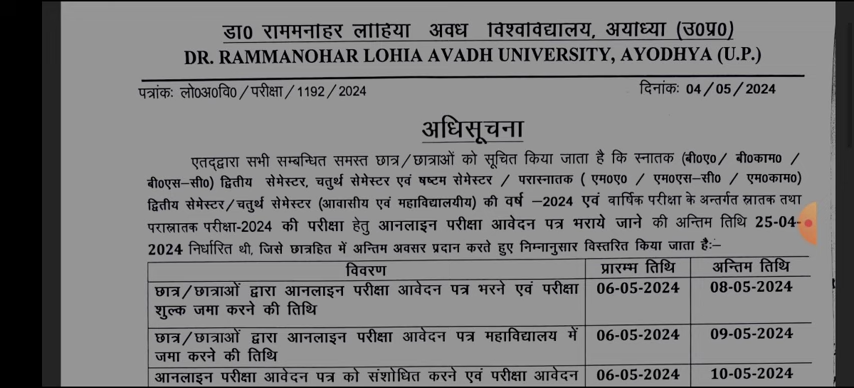 डा0 राममनोहर लोहिया अवध विश्वविद्यालय, अयोध्या (उ0प्र0)
DR. RAMMANOHAR LOHIA AVADH UNIVERSITY, AYODHYA (U.P.)
पत्रांकः लो0अ0वि0/परीक्षा/1192/2024 दिनांकः 04/05/2024
अधिसूचना
एतद्द्वारा सभी सम्बन्धित समस्त छात्र/छात्राओं को सूचित किया जाता है कि स्नातक (बी0ए0/ बी0काम0 /
बी0एस–सी0) द्वितीय सेमेस्टर, चतुर्थ सेमेस्टर एवं षष्टम सेमेस्टर / परास्नातक ( एम0ए0 / एम0एस–सी0 / एम0काम0)
द्वितीय सेमेस्टर/चतुर्थ सेमेस्टर (आवासीय एवं महाविद्यालयीय) की वर्ष –2024 एवं वार्षिक परीक्षा के अन्तर्गत स्नातक तथा
परास्नातक परीक्षा-2024 की परीक्षा हेतु आनलाइन परीक्षा आवेदन पत्र भराये जाने की अन्तिम तिथि 25-04-
2024 निर्धारित थी, जिसे छात्रहित में अन्तिम अवसर प्रदान करते हुए निम्नानुसार विस्तारित किया जाता हैः–
विवरण प्रारम्भ तिथि अन्तिम तिथि
छात्र/छात्राओं द्वारा आनलाइन परीक्षा आवेदन पत्र भरने एवं परीक्षा 06-05-2024 08-05-2024
शुल्क जमा करने की तिथि
छात्र/छात्राओं द्वारा आनलाइन परीक्षा आवेदन पत्र महाविद्यालय में 06-05-2024 09-05-2024
जमा करने की तिथि
आनलाइन परीक्षा आवेदन पत्र को संशोधित करने एवं परीक्षा आवेदन 06-05-2024 10-05-2024